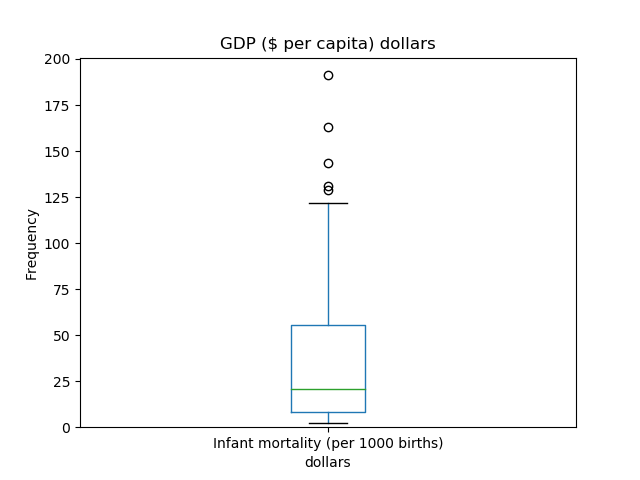 GDP ($ per capita) dollars
200
175
150
125
100
75
50
25
0
Frequency
Infant mortality (per 1000 births)
dollars